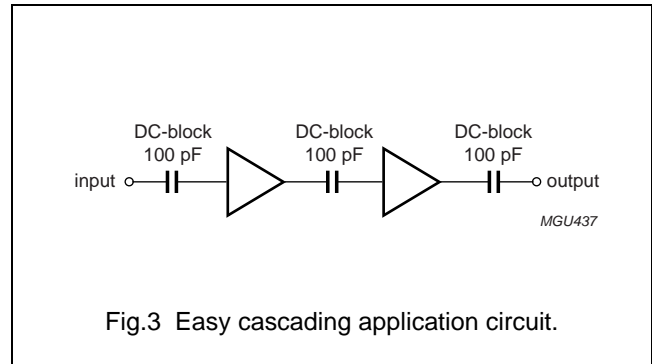 DC-block DC-block DC-block
100 pF 100 pF 100 pF
input output
MGU437
Fig.3 Easy cascading application circuit.